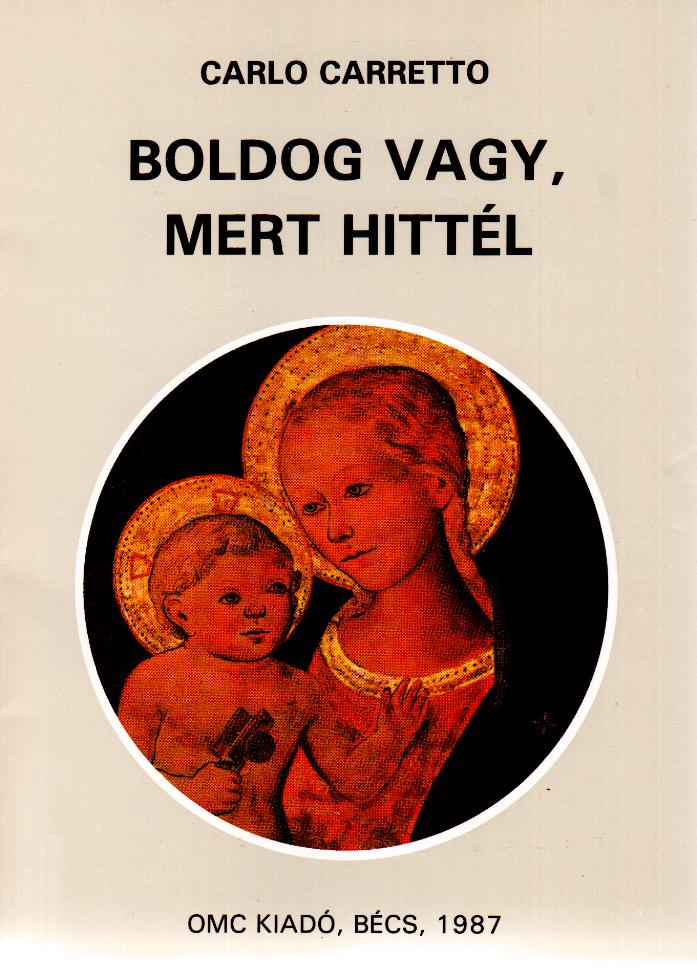 CARLO CARRETTO
BOLDOG VAGY,
MERT HITTÉL
OMC KIADÓ, BÉCS, 1987